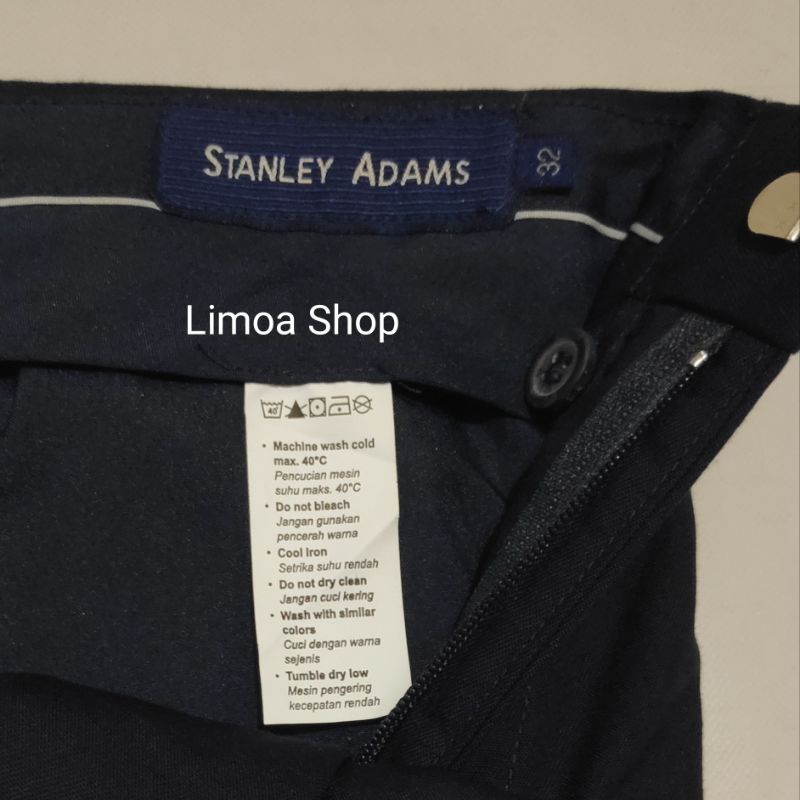 STANLEY ADAMS
32
Limoa Shop
40°
• Machine wash cold
max. 40°C
Pencucian mesin
suhu maks. 40°C
• Do not bleach
Jangan gunakan
pencerah warna
• Cool iron
Setrika suhu rendah
• Do not dry clean
Jangan cuci kering
• Wash with similar
colors
Cuci dengan warna
sejenis
• Tumble dry low
Mesin pengering
kecepatan rendah